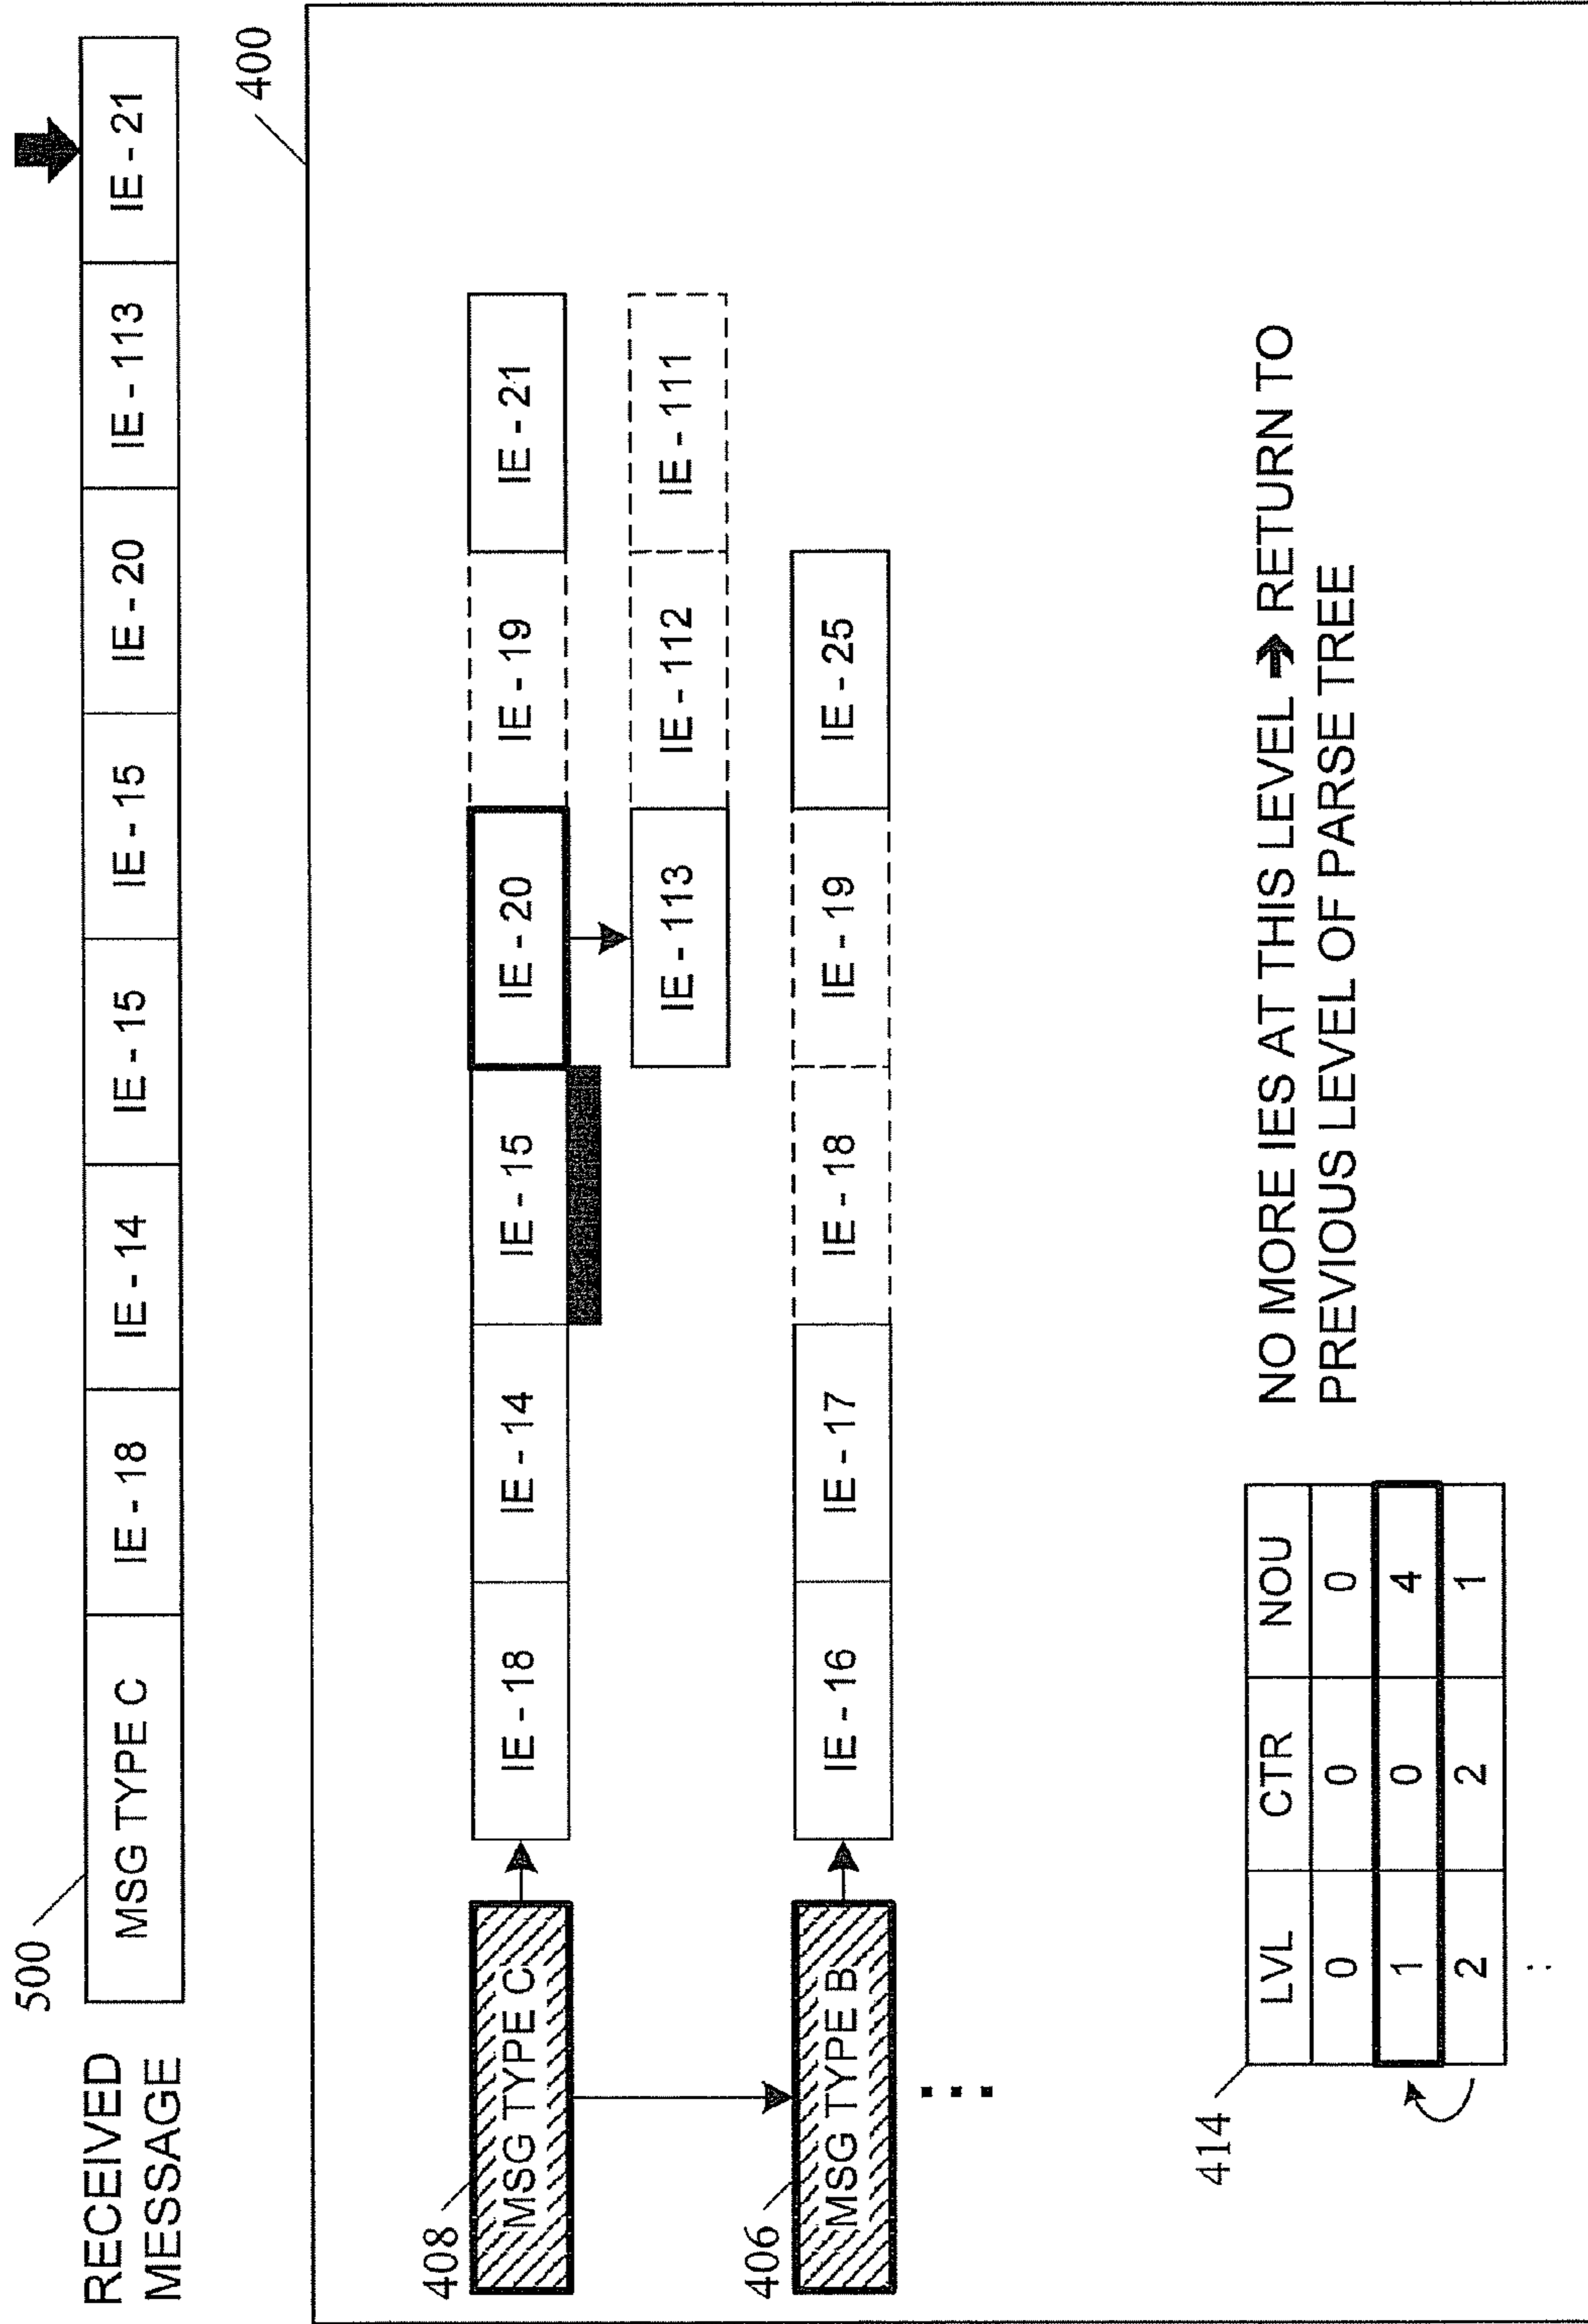 RECEIVED
MESSAGE
500
MSG TYPE C
IE - 18
IE - 14
IE - 15
IE - 15
IE - 20
IE - 113
IE - 21
400
408
MSG TYPE C
IE - 18
IE - 14
IE - 15
IE - 20
IE - 19
IE - 21
IE - 113
IE - 112
IE - 111
406
MSG TYPE B
IE - 16
IE - 17
IE - 18
IE - 19
IE - 25
414
LVL CTR NOU
0 0 0
1 0 4
2 2 1
NO MORE IES AT THIS LEVEL ➔ RETURN TO
PREVIOUS LEVEL OF PARSE TREE